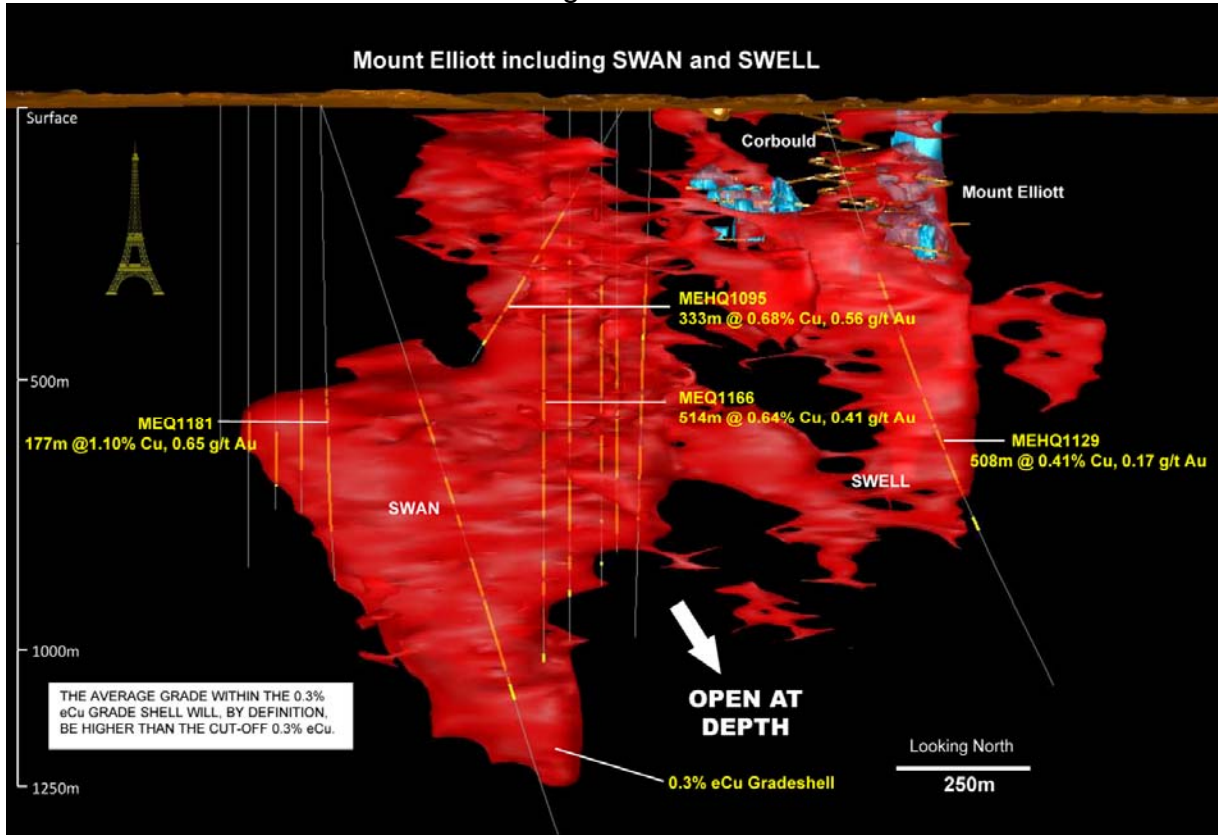 Mount Elliott including SWAN and SWELL
Surface
Corbould
Mount Elliott
MEHQ1095
333m @ 0.68% Cu, 0.56 g/t Au
500m
MEQ1181
177m @1.10% Cu, 0.65 g/t Au
MEQ1166
514m @ 0.64% Cu, 0.41 g/t Au
MEHQ1129
508m @ 0.41% Cu, 0.17 g/t Au
SWELL
SWAN
1000m
THE AVERAGE GRADE WITHIN THE 0.3%
eCu GRADE SHELL WILL, BY DEFINITION,
BE HIGHER THAN THE CUT-OFF 0.3% eCu.
OPEN AT
DEPTH
Looking North
250m
0.3% eCu Gradeshell
1250m